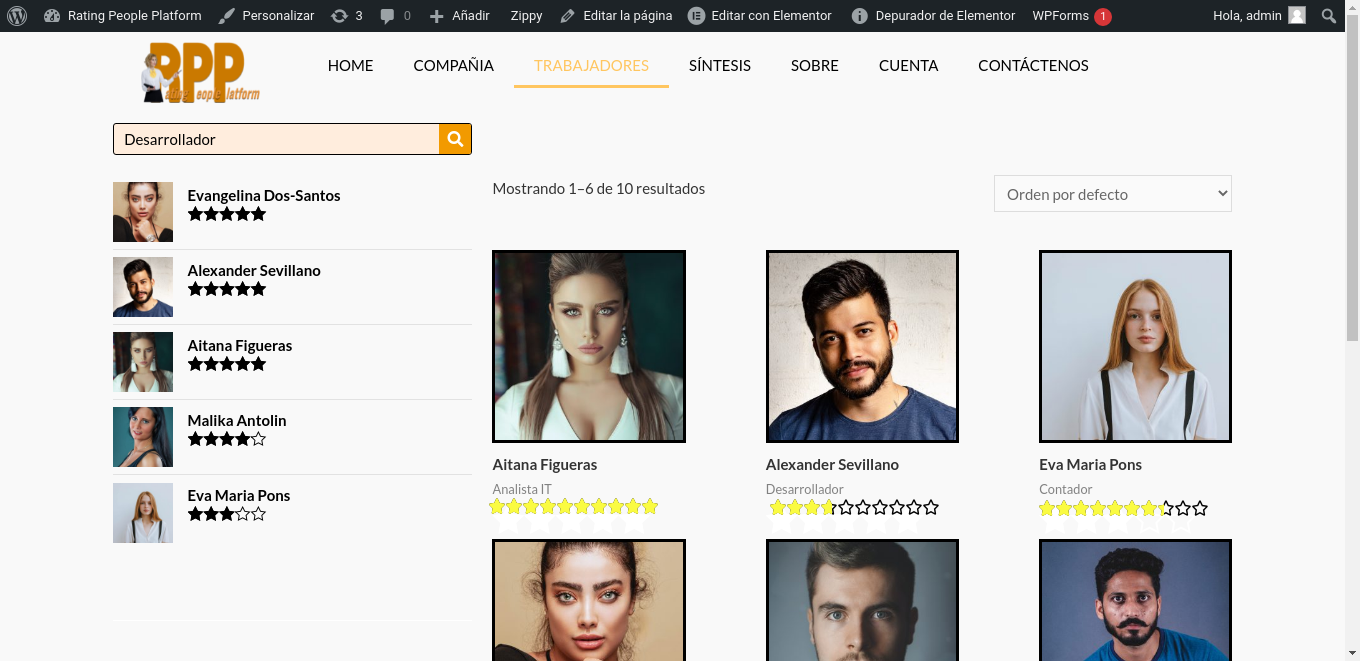 Rating People Platform Personalizar 3 0 Añadir Zippy Editar la página Editar con Elementor Depurador de Elementor WPForms 1 Hola, admin
RPP
Rating People Platform
HOME COMPAÑIA TRABAJADORES SÍNTESIS SOBRE CUENTA CONTÁCTENOS
Desarrollador
Evangelina Dos-Santos
Alexander Sevillano
Aitana Figueras
Malika Antolin
Eva Maria Pons
Mostrando 1–6 de 10 resultados
Orden por defecto
Aitana Figueras
Analista IT
Alexander Sevillano
Desarrollador
Eva Maria Pons
Contador